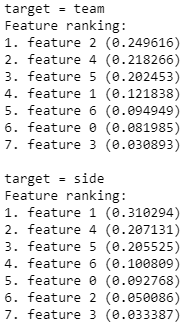 target = team
Feature ranking:
1. feature 2 (0.249616)
2. feature 4 (0.218266)
3. feature 5 (0.202453)
4. feature 1 (0.121838)
5. feature 6 (0.094949)
6. feature 0 (0.081985)
7. feature 3 (0.030893)

target = side
Feature ranking:
1. feature 1 (0.310294)
2. feature 4 (0.207131)
3. feature 5 (0.205525)
4. feature 6 (0.100809)
5. feature 0 (0.092768)
6. feature 2 (0.050086)
7. feature 3 (0.033387)